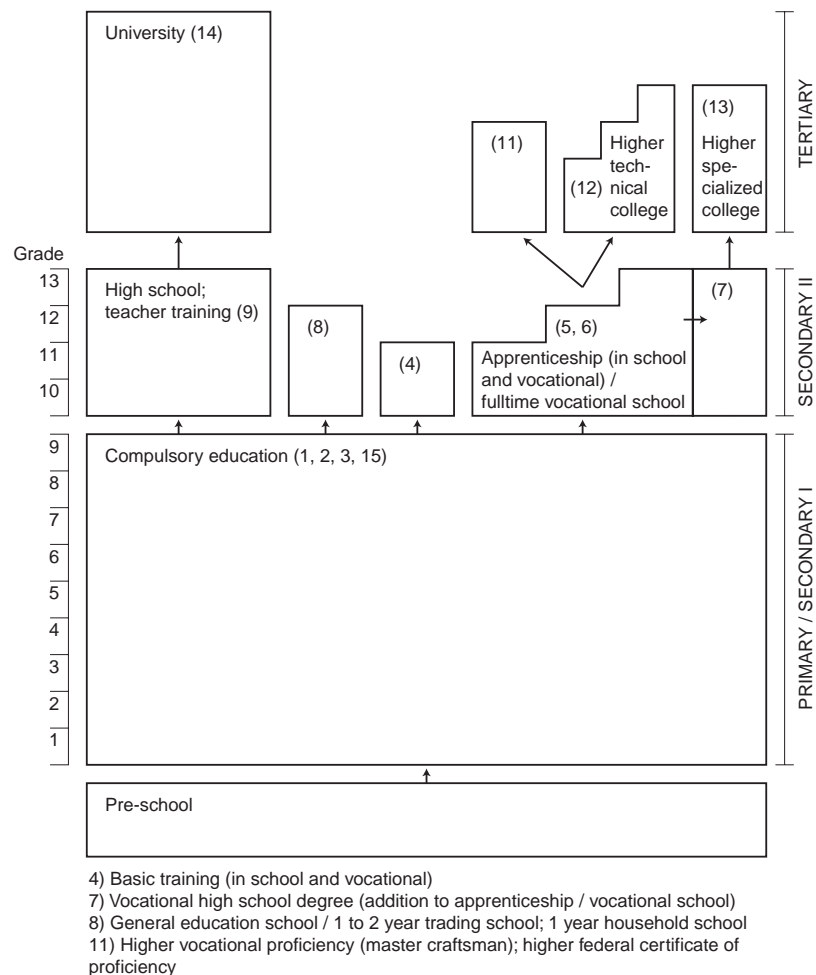 University (14)
(11)
(12)
Higher
tech-
nical
college
(13)
Higher
spe-
cialized
college
TERTIARY
Grade
13
12
11
10
High school;
teacher training (9)
(8)
(4)
(5, 6)
Apprenticeship (in school
and vocational) /
fulltime vocational school
(7)
SECONDARY II
9
8
7
6
5
4
3
2
1
Compulsory education (1, 2, 3, 15)
PRIMARY / SECONDARY I
Pre-school
4) Basic training (in school and vocational)
7) Vocational high school degree (addition to apprenticeship / vocational school)
8) General education school / 1 to 2 year trading school; 1 year household school
11) Higher vocational proficiency (master craftsman); higher federal certificate of
proficiency